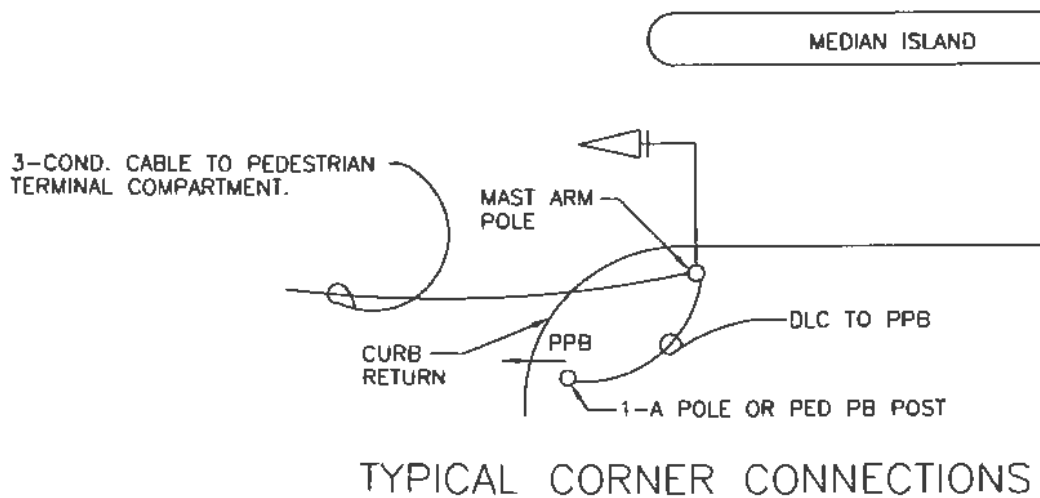 MEDIAN ISLAND
3-COND. CABLE TO PEDESTRIAN
TERMINAL COMPARTMENT.
MAST ARM
POLE
DLC TO PPB
CURB
RETURN
PPB
1-A POLE OR PED PB POST
TYPICAL CORNER CONNECTIONS